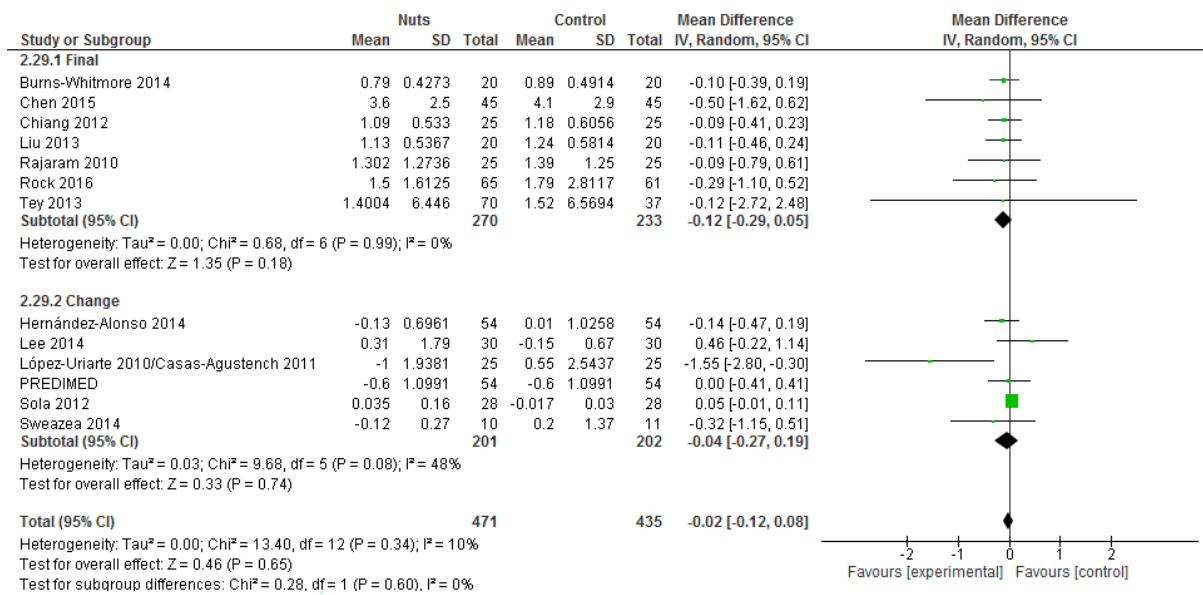 Nuts Control Mean Difference Mean Difference
Study or Subgroup Mean SD Total Mean SD Total IV, Random, 95% CI IV, Random, 95% CI
2.29.1 Final
Burns-Whitmore 2014 0.79 0.4273 20 0.89 0.4914 20 -0.10 [-0.39, 0.19]
Chen 2015 3.6 2.5 45 4.1 2.9 45 -0.50 [-1.62, 0.62]
Chiang 2012 1.09 0.533 25 1.18 0.6056 25 -0.09 [-0.41, 0.23]
Liu 2013 1.13 0.5367 20 1.24 0.5814 20 -0.11 [-0.46, 0.24]
Rajaram 2010 1.302 1.2736 25 1.39 1.25 25 -0.09 [-0.79, 0.61]
Rock 2016 1.5 1.6125 65 1.79 2.8117 61 -0.29 [-1.10, 0.52]
Tey 2013 1.4004 6.446 70 1.52 6.5694 37 -0.12 [-2.72, 2.48]
Subtotal (95% CI) 270 233 -0.12 [-0.29, 0.05]
Heterogeneity: Tau² = 0.00; Chi² = 0.68, df = 6 (P = 0.99); I² = 0%
Test for overall effect: Z = 1.35 (P = 0.18)
2.29.2 Change
Hernández-Alonso 2014 -0.13 0.6961 54 0.01 1.0258 54 -0.14 [-0.47, 0.19]
Lee 2014 0.31 1.79 30 -0.15 0.67 30 0.46 [-0.22, 1.14]
López-Uriarte 2010/Casas-Agustench 2011 -1 1.9381 25 0.55 2.5437 25 -1.55 [-2.80, -0.30]
PREDIMED -0.6 1.0991 54 -0.6 1.0991 54 0.00 [-0.41, 0.41]
Sola 2012 0.035 0.16 28 -0.017 0.03 28 0.05 [-0.01, 0.11]
Sweazea 2014 -0.12 0.27 10 0.2 1.37 11 -0.32 [-1.15, 0.51]
Subtotal (95% CI) 201 202 -0.04 [-0.27, 0.19]
Heterogeneity: Tau² = 0.03; Chi² = 9.68, df = 5 (P = 0.08); I² = 48%
Test for overall effect: Z = 0.33 (P = 0.74)
Total (95% CI) 471 435 -0.02 [-0.12, 0.08]
Heterogeneity: Tau² = 0.00; Chi² = 13.40, df = 12 (P = 0.34); I² = 10%
Test for overall effect: Z = 0.46 (P = 0.65)
Test for subgroup differences: Chi² = 0.28, df = 1 (P = 0.60), I² = 0%
-2 -1 0 1 2
Favours [experimental] Favours [control]